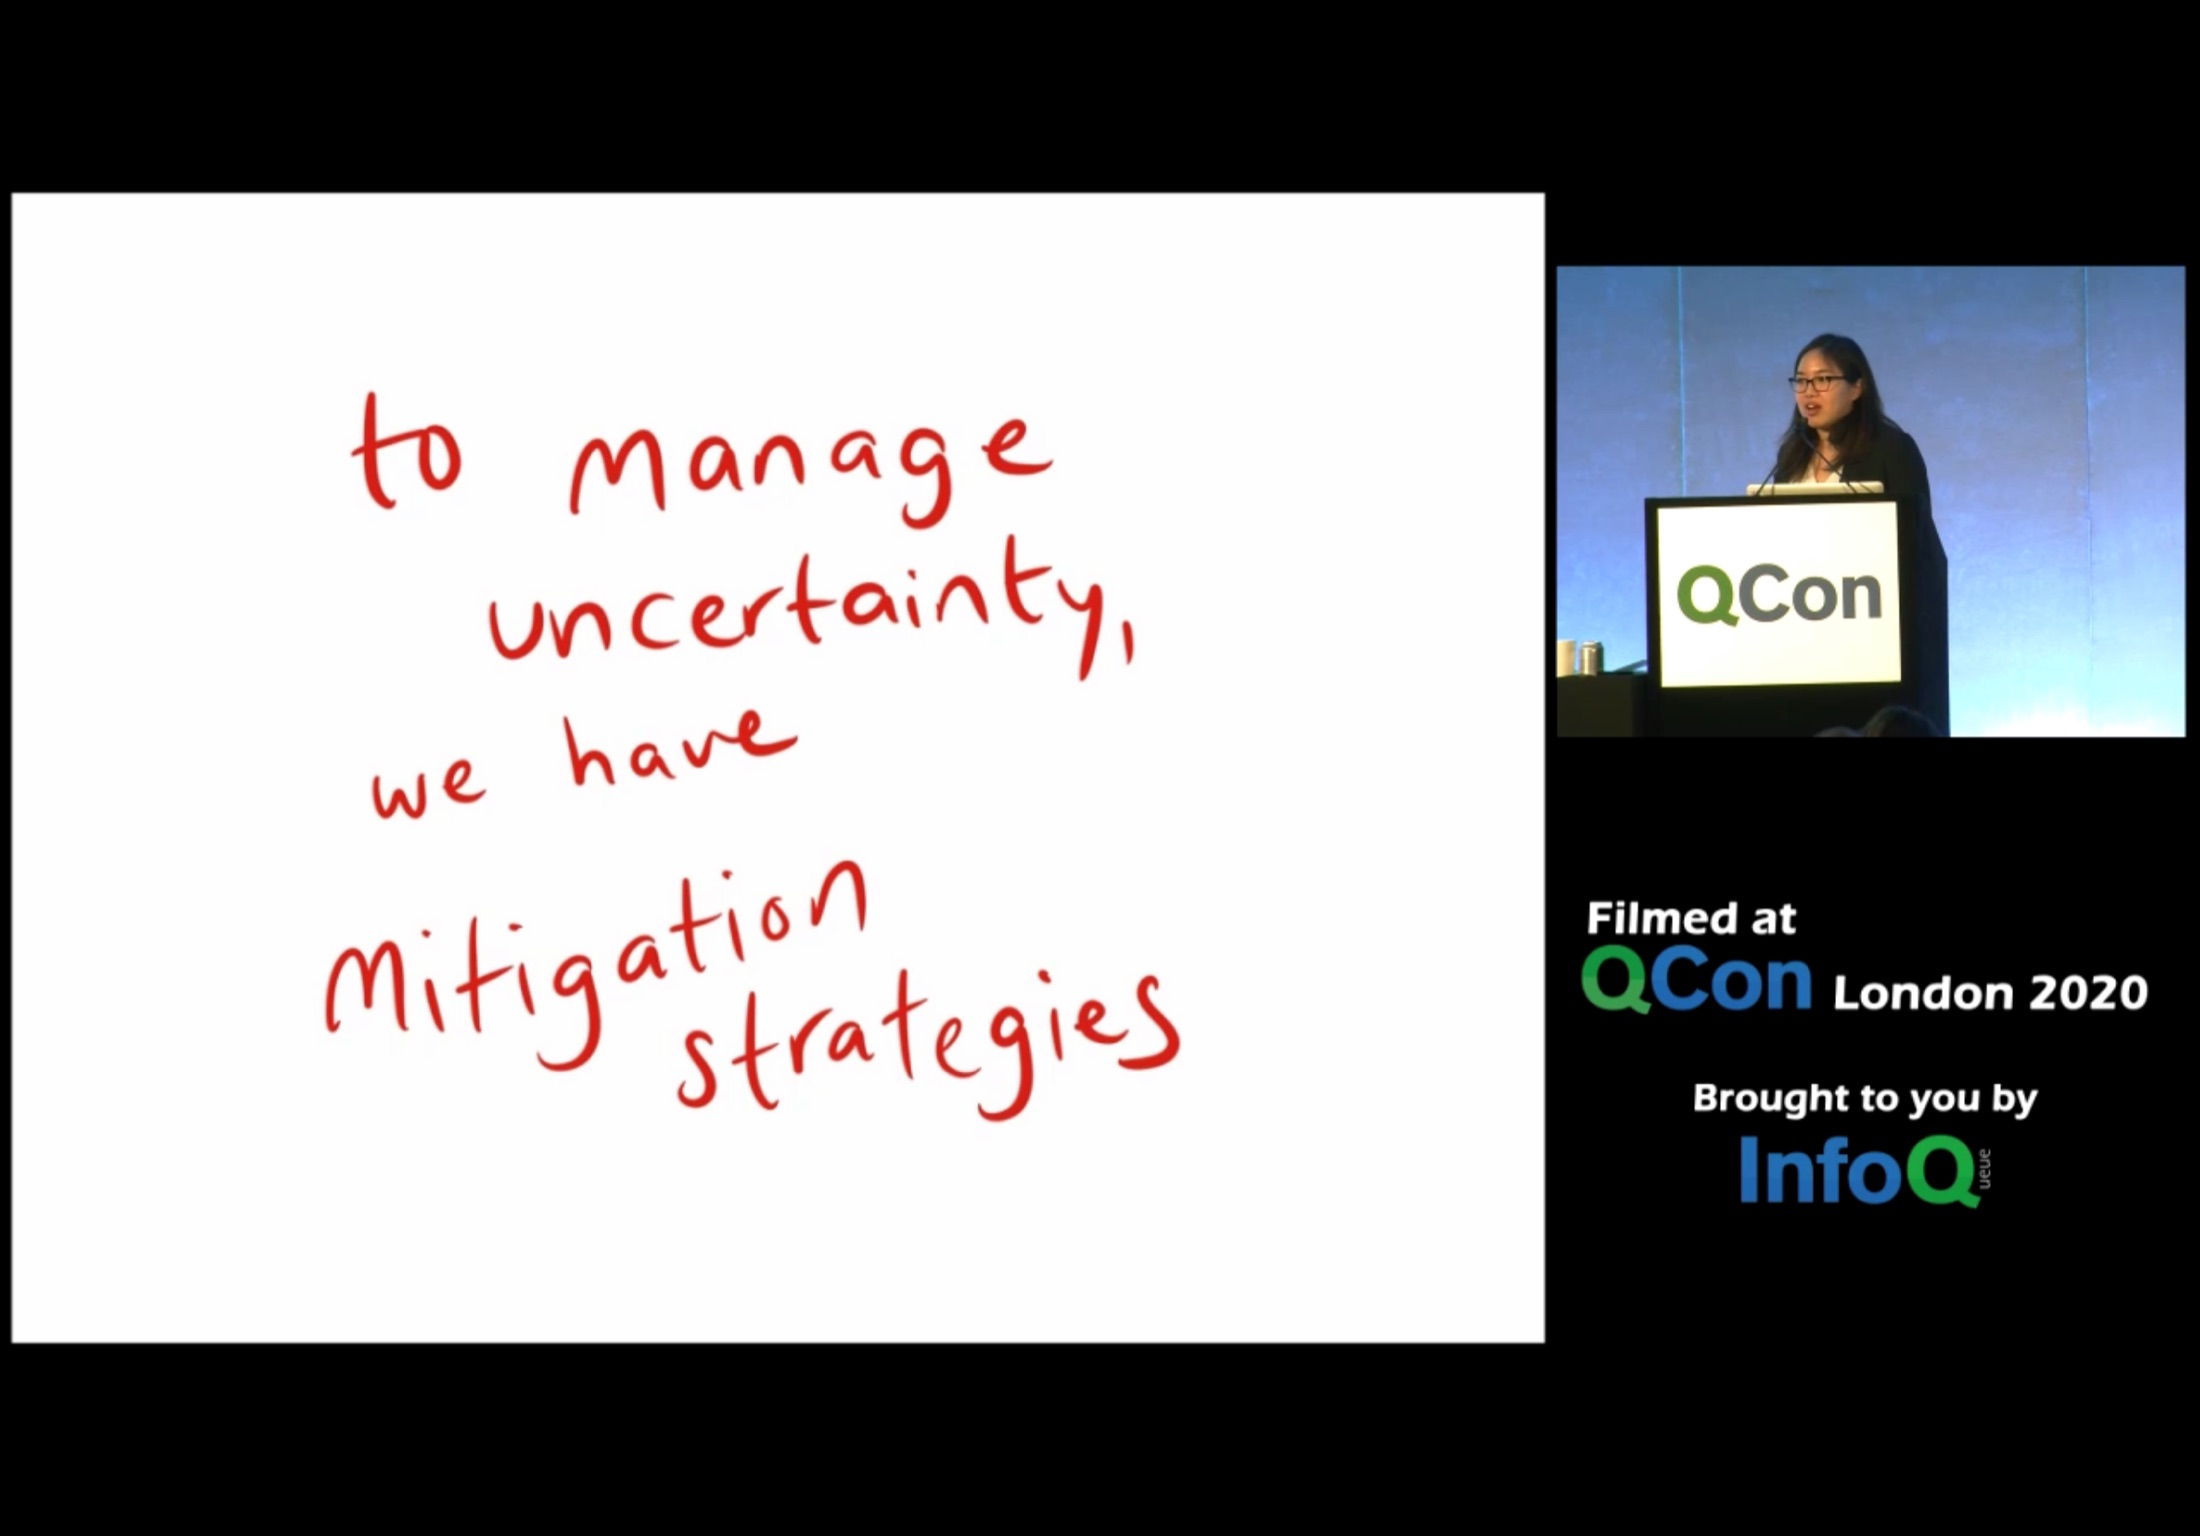 to manage
uncertainty,
we have
Mitigation
strategies
QCon
Filmed at
QCon London 2020
Brought to you by
InfoQ
ueue